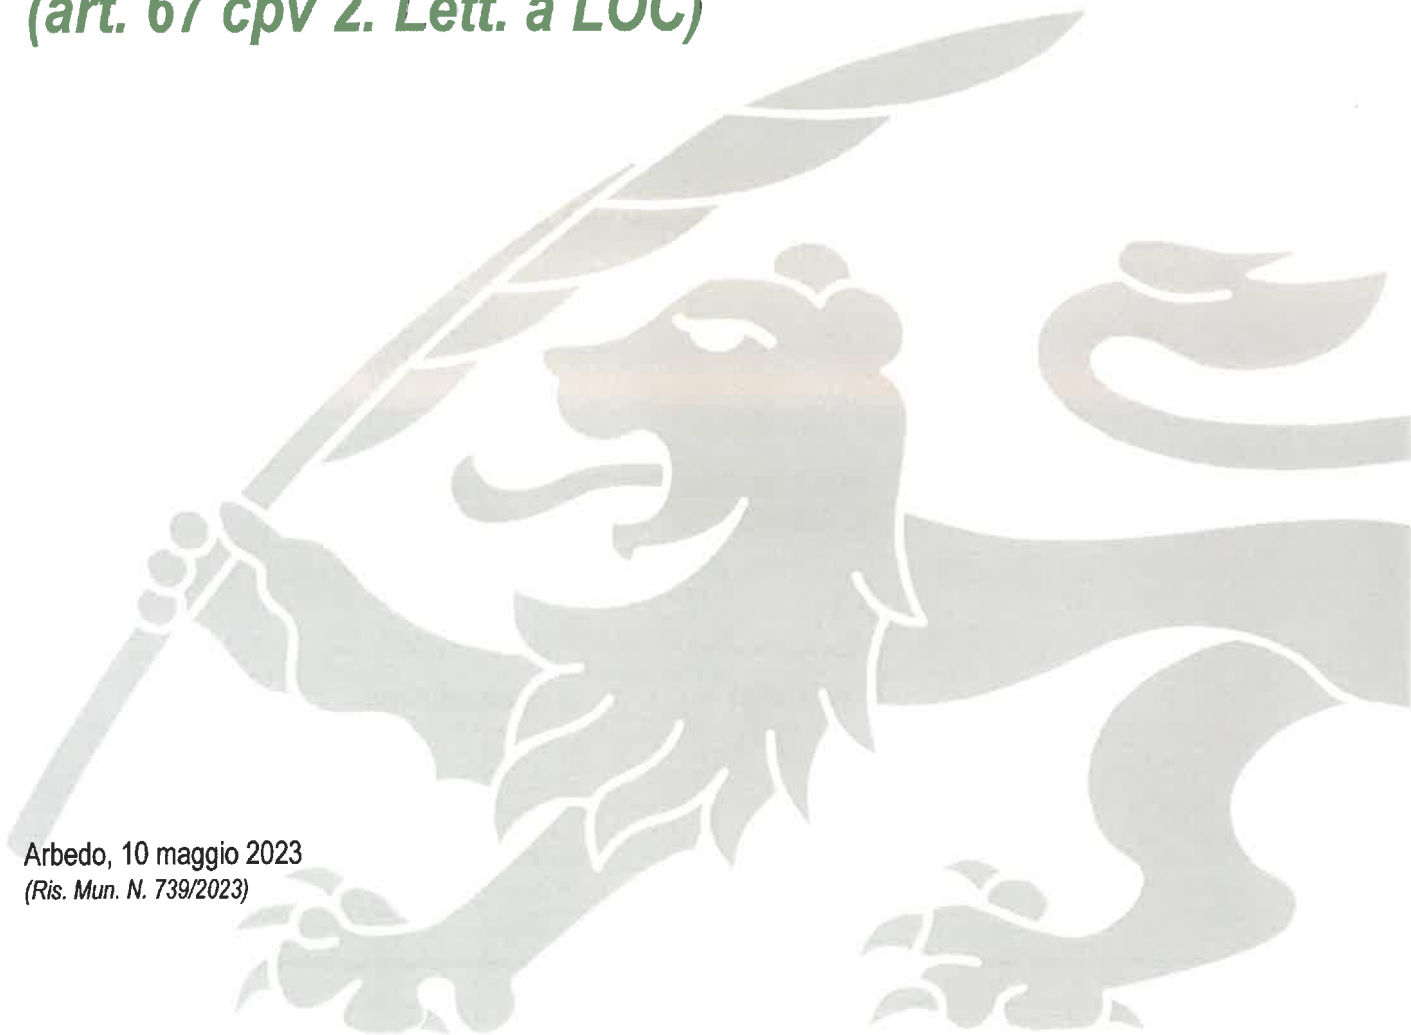 (art. 67 cpv 2. Lett. a LOC)
Arbedo, 10 maggio 2023
(Ris. Mun. N. 739/2023)